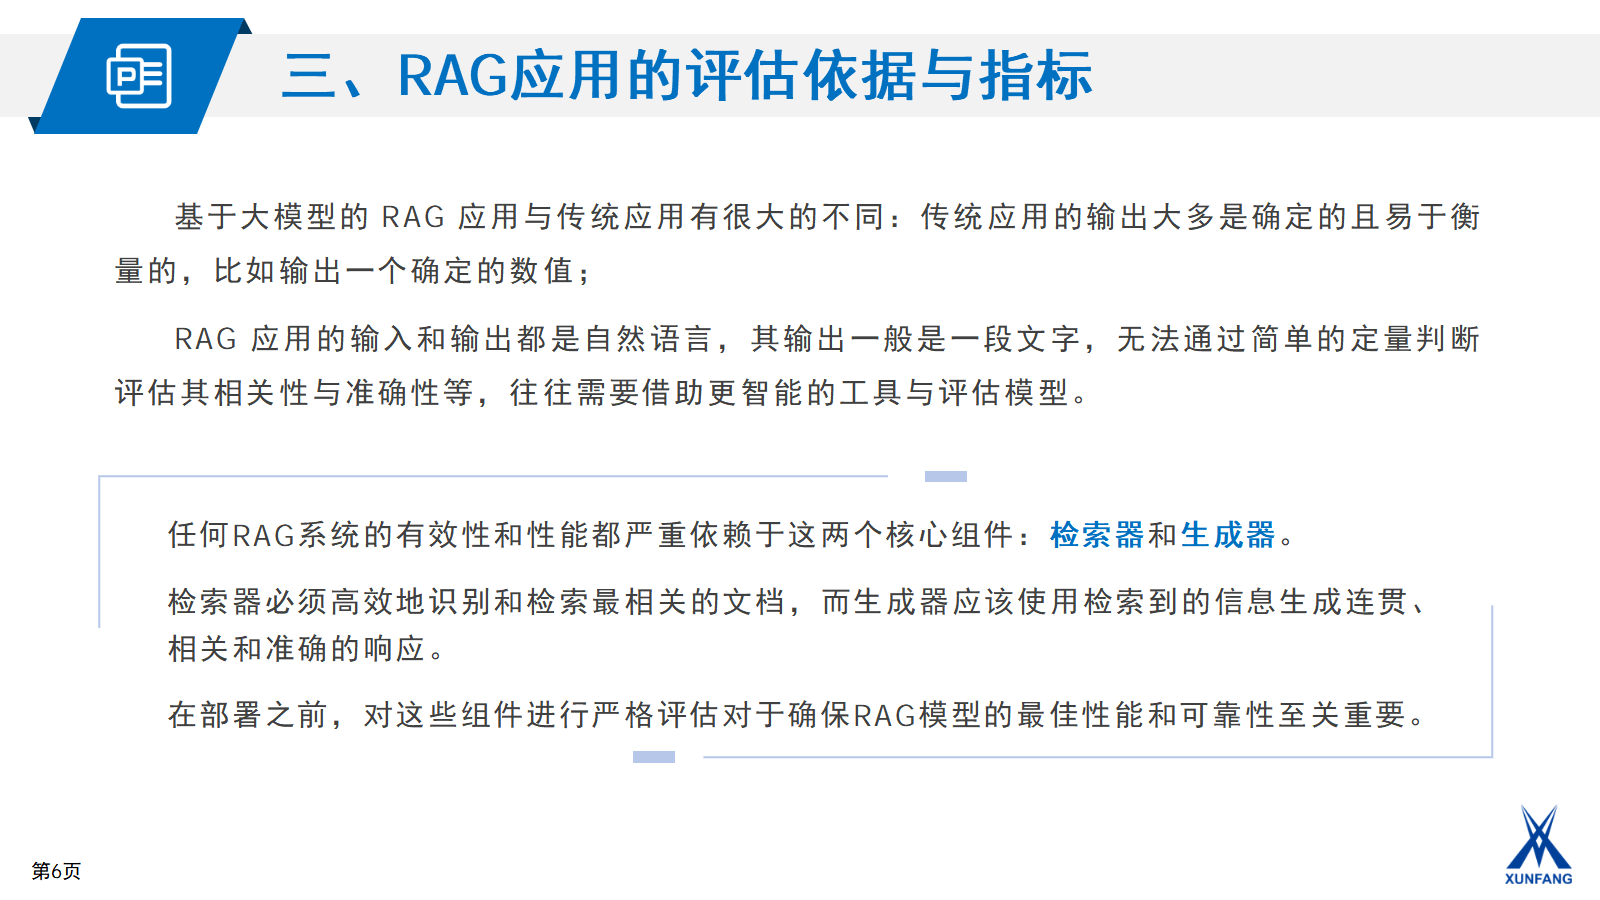 三、RAG应用的评估依据与指标
基于大模型的 RAG 应用与传统应用有很大的不同：传统应用的输出大多是确定的且易于衡
量的，比如输出一个确定的数值；
RAG 应用的输入和输出都是自然语言，其输出一般是一段文字，无法通过简单的定量判断
评估其相关性与准确性等，往往需要借助更智能的工具与评估模型。
任何RAG系统的有效性和性能都严重依赖于这两个核心组件：检索器和生成器。
检索器必须高效地识别和检索最相关的文档，而生成器应该使用检索到的信息生成连贯、
相关和准确的响应。
在部署之前，对这些组件进行严格评估对于确保RAG模型的最佳性能和可靠性至关重要。
第6页
XUNFANG